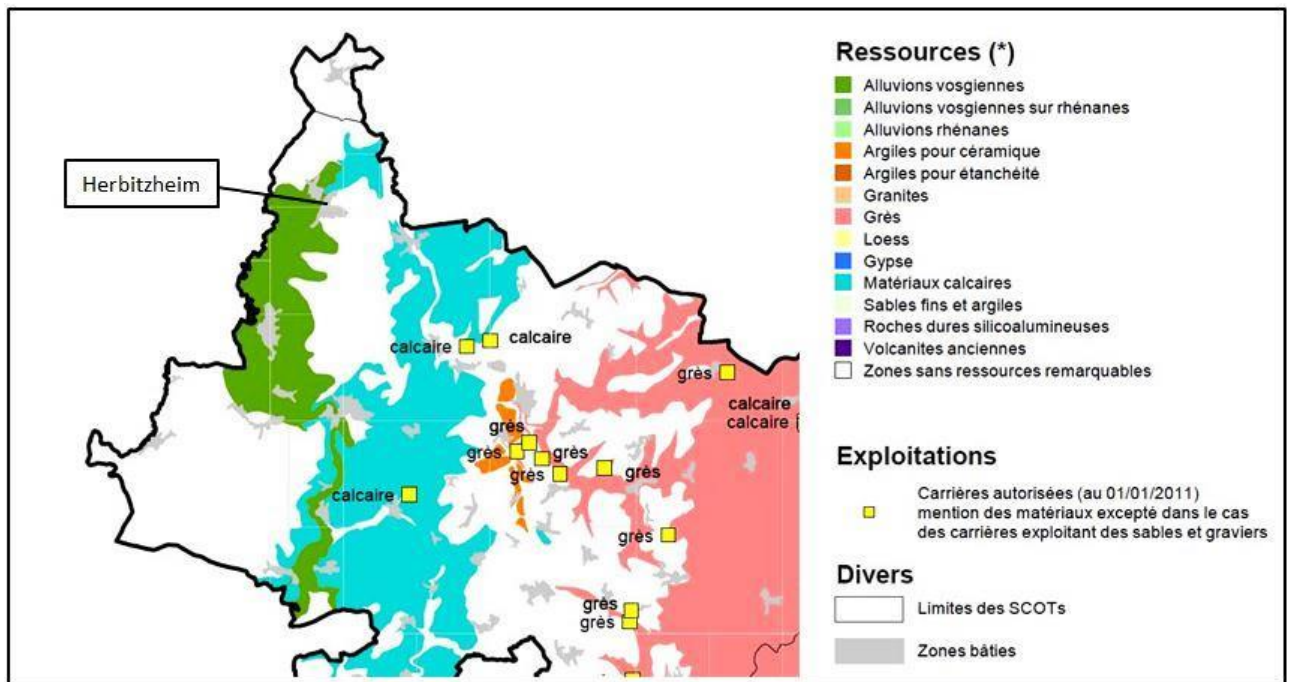 Herbitzheim
calcaire
calcaire
grès
calcaire
calcaire
grès
grès
grès
grès
grès
calcaire
grès
grès
grès
Ressources (*)
Alluvions vosgiennes
Alluvions vosgiennes sur rhénanes
Alluvions rhénanes
Argiles pour céramique
Argiles pour étanchéité
Granites
Grès
Loess
Gypse
Matériaux calcaires
Sables fins et argiles
Roches dures silicoalumineuses
Volcanites anciennes
Zones sans ressources remarquables
Exploitations
Carrières autorisées (au 01/01/2011)
mention des matériaux excepté dans le cas
des carrières exploitant des sables et graviers
Divers
Limites des SCOTs
Zones bâties